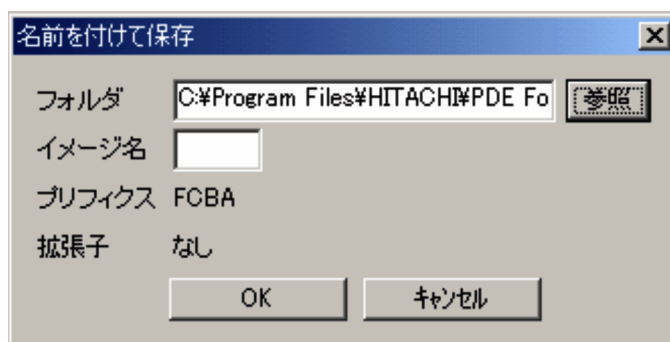 名前を付けて保存
フォルダ C:¥Program Files¥HITACHI¥PDE Fo 参照
イメージ名
プリフィクス FCBA
拡張子 なし
OK キャンセル